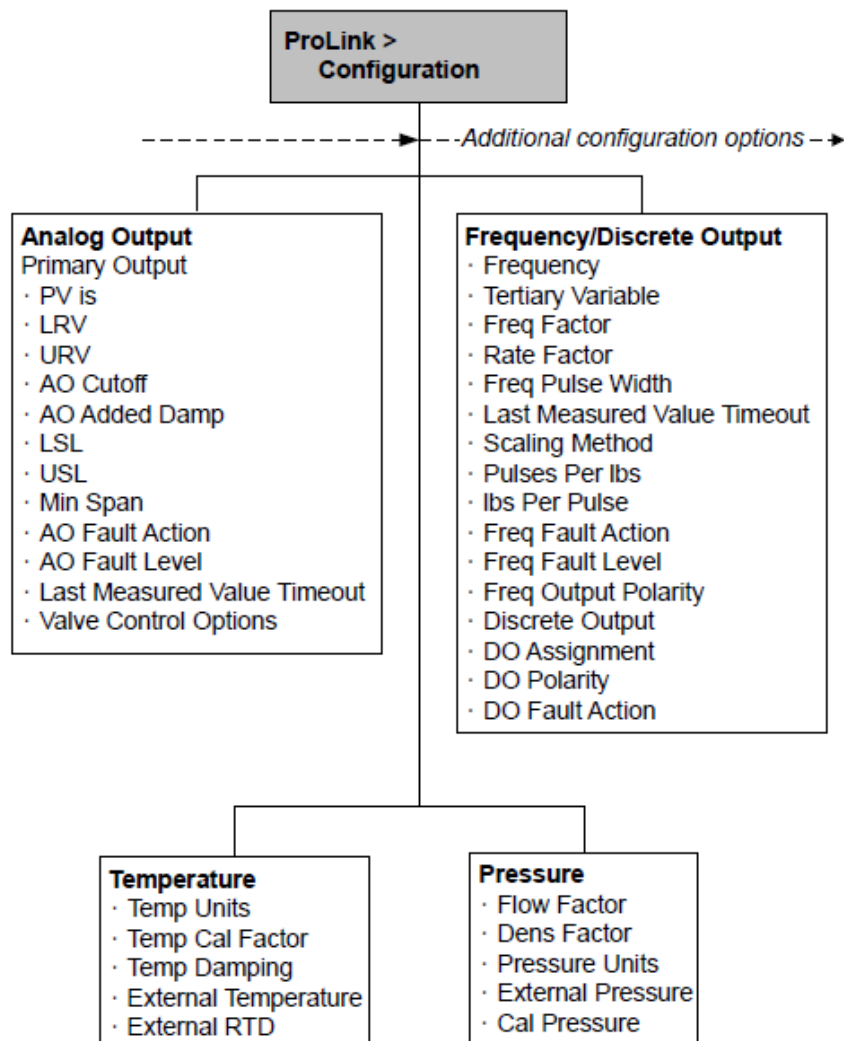 ProLink >
Configuration
Additional configuration options
Analog Output
Primary Output
· PV is
· LRV
· URV
· AO Cutoff
· AO Added Damp
· LSL
· USL
· Min Span
· AO Fault Action
· AO Fault Level
· Last Measured Value Timeout
· Valve Control Options
Frequency/Discrete Output
· Frequency
· Tertiary Variable
· Freq Factor
· Rate Factor
· Freq Pulse Width
· Last Measured Value Timeout
· Scaling Method
· Pulses Per lbs
· lbs Per Pulse
· Freq Fault Action
· Freq Fault Level
· Freq Output Polarity
· Discrete Output
· DO Assignment
· DO Polarity
· DO Fault Action
Temperature
· Temp Units
· Temp Cal Factor
· Temp Damping
· External Temperature
· External RTD
Pressure
· Flow Factor
· Dens Factor
· Pressure Units
· External Pressure
· Cal Pressure